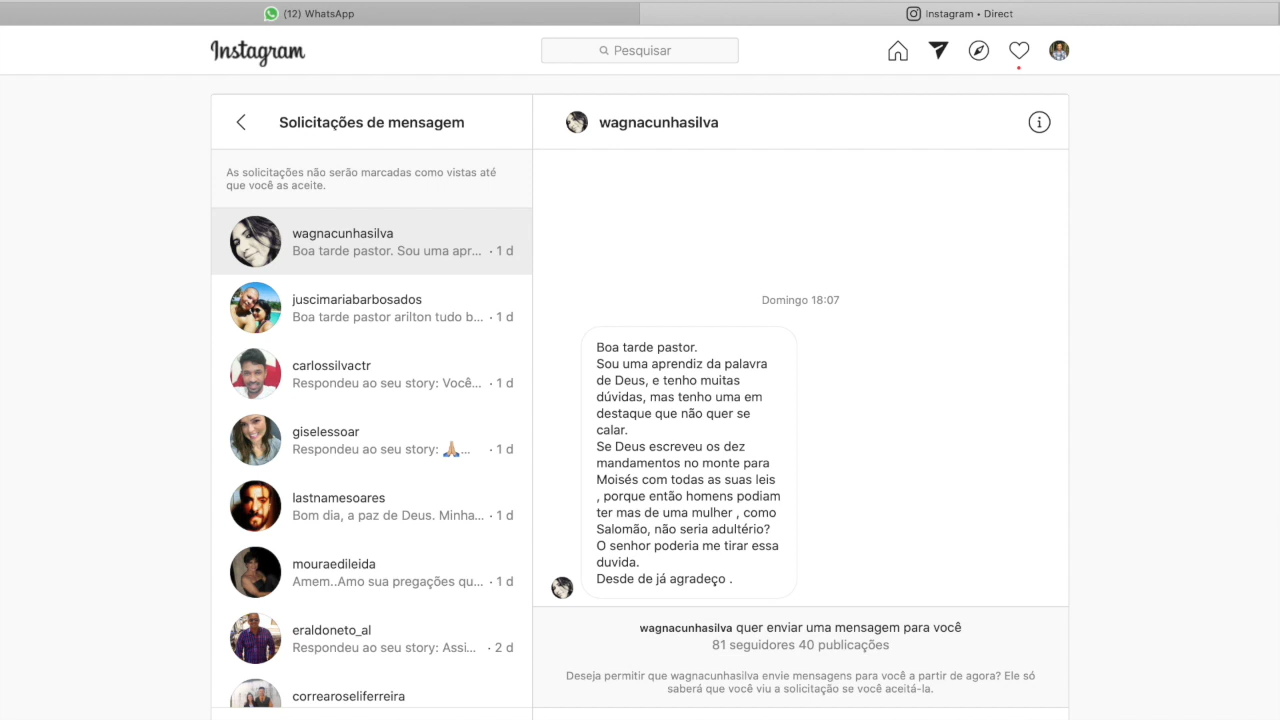 (12) WhatsApp
Instagram • Direct
Instagram
Pesquisar
Solicitações de mensagem
As solicitações não serão marcadas como vistas até
que você as aceite.
wagnacunhasilva
Boa tarde pastor. Sou uma apr... · 1 d
juscimariabarbosados
Boa tarde pastor arilton tudo b... · 1 d
carlossilvactr
Respondeu ao seu story: Você... · 1 d
giselessoar
Respondeu ao seu story: 🙏🏼... · 1 d
lastnamesoares
Bom dia, a paz de Deus. Minha... · 1 d
mouraedileida
Amem..Amo sua pregações qu... · 1 d
eraldoneto_al
Respondeu ao seu story: Assi... · 2 d
correaroseliferreira
wagnacunhasilva
Domingo 18:07
Boa tarde pastor.
Sou uma aprendiz da palavra
de Deus, e tenho muitas
dúvidas, mas tenho uma em
destaque que não quer se
calar.
Se Deus escreveu os dez
mandamentos no monte para
Moisés com todas as suas leis
, porque então homens podiam
ter mas de uma mulher , como
Salomão, não seria adultério?
O senhor poderia me tirar essa
duvida.
Desde de já agradeço .
wagnacunhasilva quer enviar uma mensagem para você
81 seguidores 40 publicações
Deseja permitir que wagnacunhasilva envie mensagens para você a partir de agora? Ele só
saberá que você viu a solicitação se você aceitá-la.